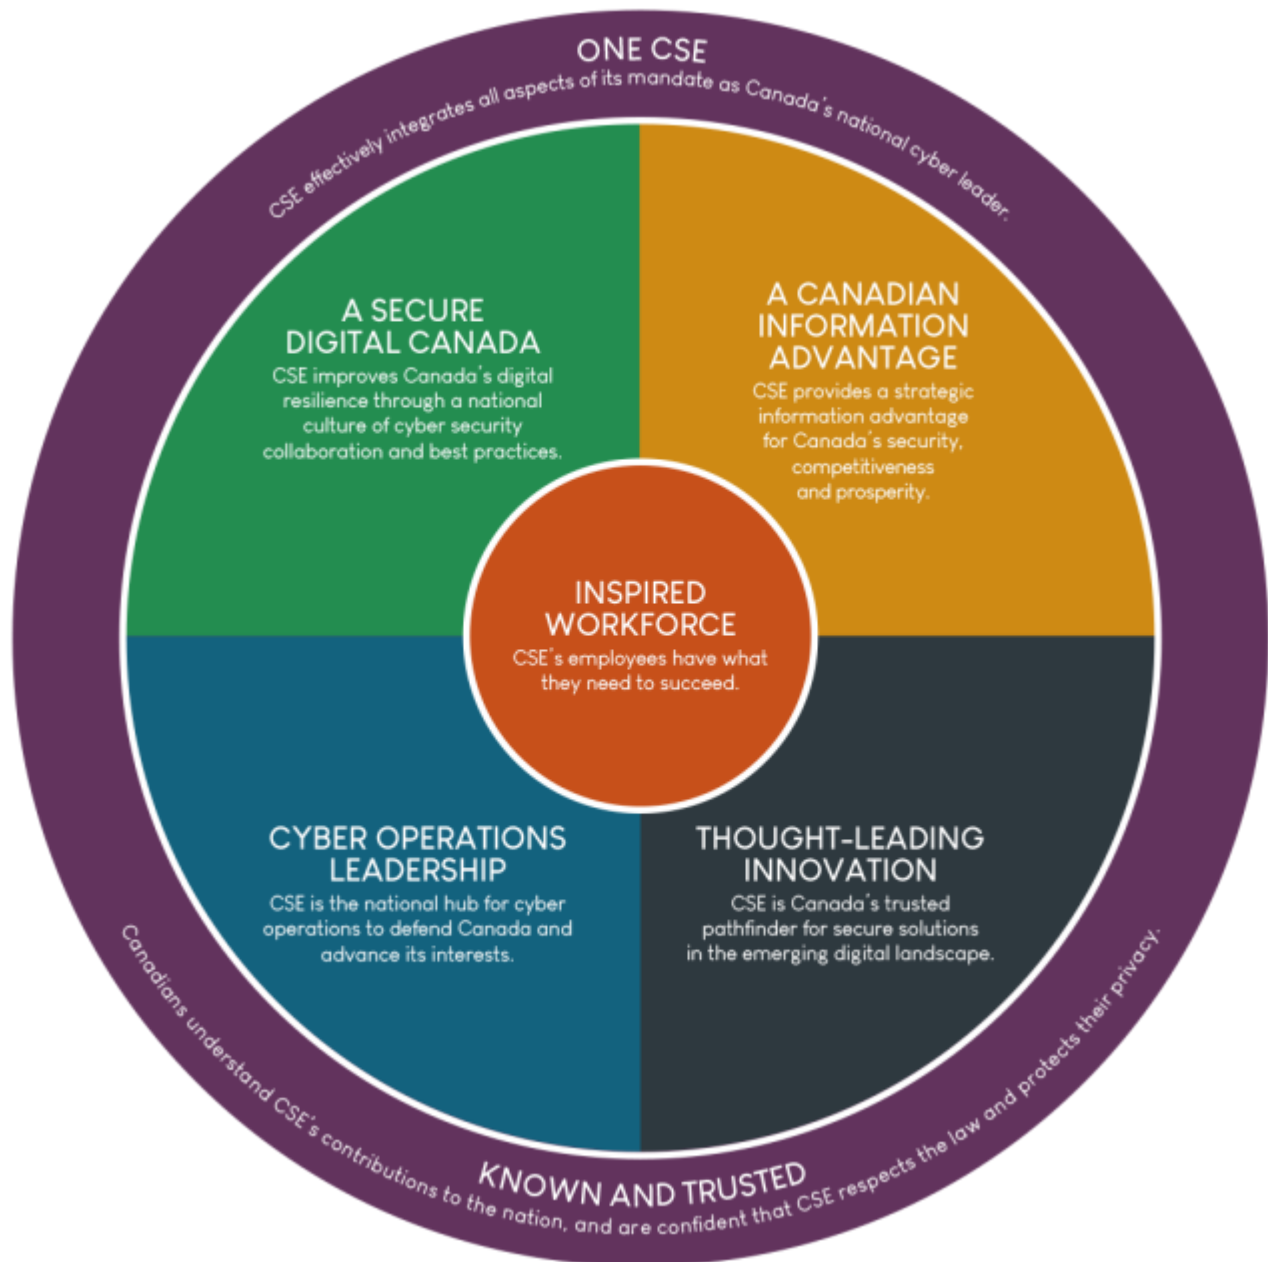 ONE CSE
CSE effectively integrates all aspects of its mandate as Canada's national cyber leader.
A SECURE
DIGITAL CANADA
CSE improves Canada's digital
resilience through a national
culture of cyber security
collaboration and best practices.
A CANADIAN
INFORMATION
ADVANTAGE
CSE provides a strategic
information advantage
for Canada's security,
competitiveness
and prosperity.
INSPIRED
WORKFORCE
CSE's employees have what
they need to succeed.
CYBER OPERATIONS
LEADERSHIP
CSE is the national hub for cyber
operations to defend Canada and
advance its interests.
THOUGHT-LEADING
INNOVATION
CSE is Canada's trusted
pathfinder for secure solutions
in the emerging digital landscape.
KNOWN AND TRUSTED
Canadians understand CSE's contributions to the nation, and are confident that CSE respects the law and protects their privacy.